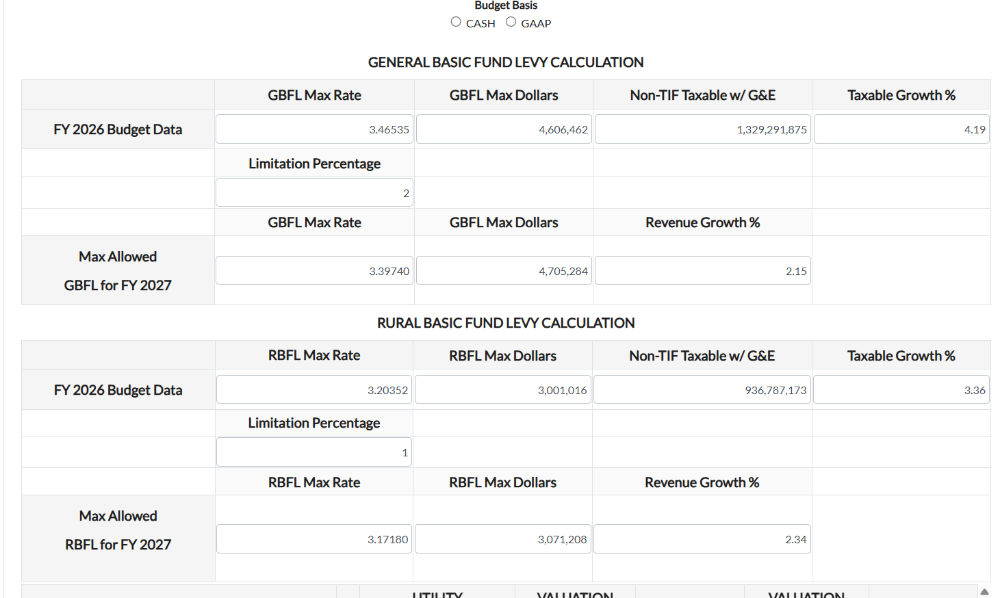 Budget Basis
CASH GAAP
GENERAL BASIC FUND LEVY CALCULATION
GBFL Max Rate GBFL Max Dollars Non-TIF Taxable w/ G&E Taxable Growth %
FY 2026 Budget Data 3.46535 4,606,462 1,329,291,875 4.19
Limitation Percentage
2
GBFL Max Rate GBFL Max Dollars Revenue Growth %
Max Allowed
GBFL for FY 2027 3.39740 4,705,284 2.15
RURAL BASIC FUND LEVY CALCULATION
RBFL Max Rate RBFL Max Dollars Non-TIF Taxable w/ G&E Taxable Growth %
FY 2026 Budget Data 3.20352 3,001,016 936,787,173 3.36
Limitation Percentage
1
RBFL Max Rate RBFL Max Dollars Revenue Growth %
Max Allowed
RBFL for FY 2027 3.17180 3,071,208 2.34
UTILITY VALUATION VALUATION